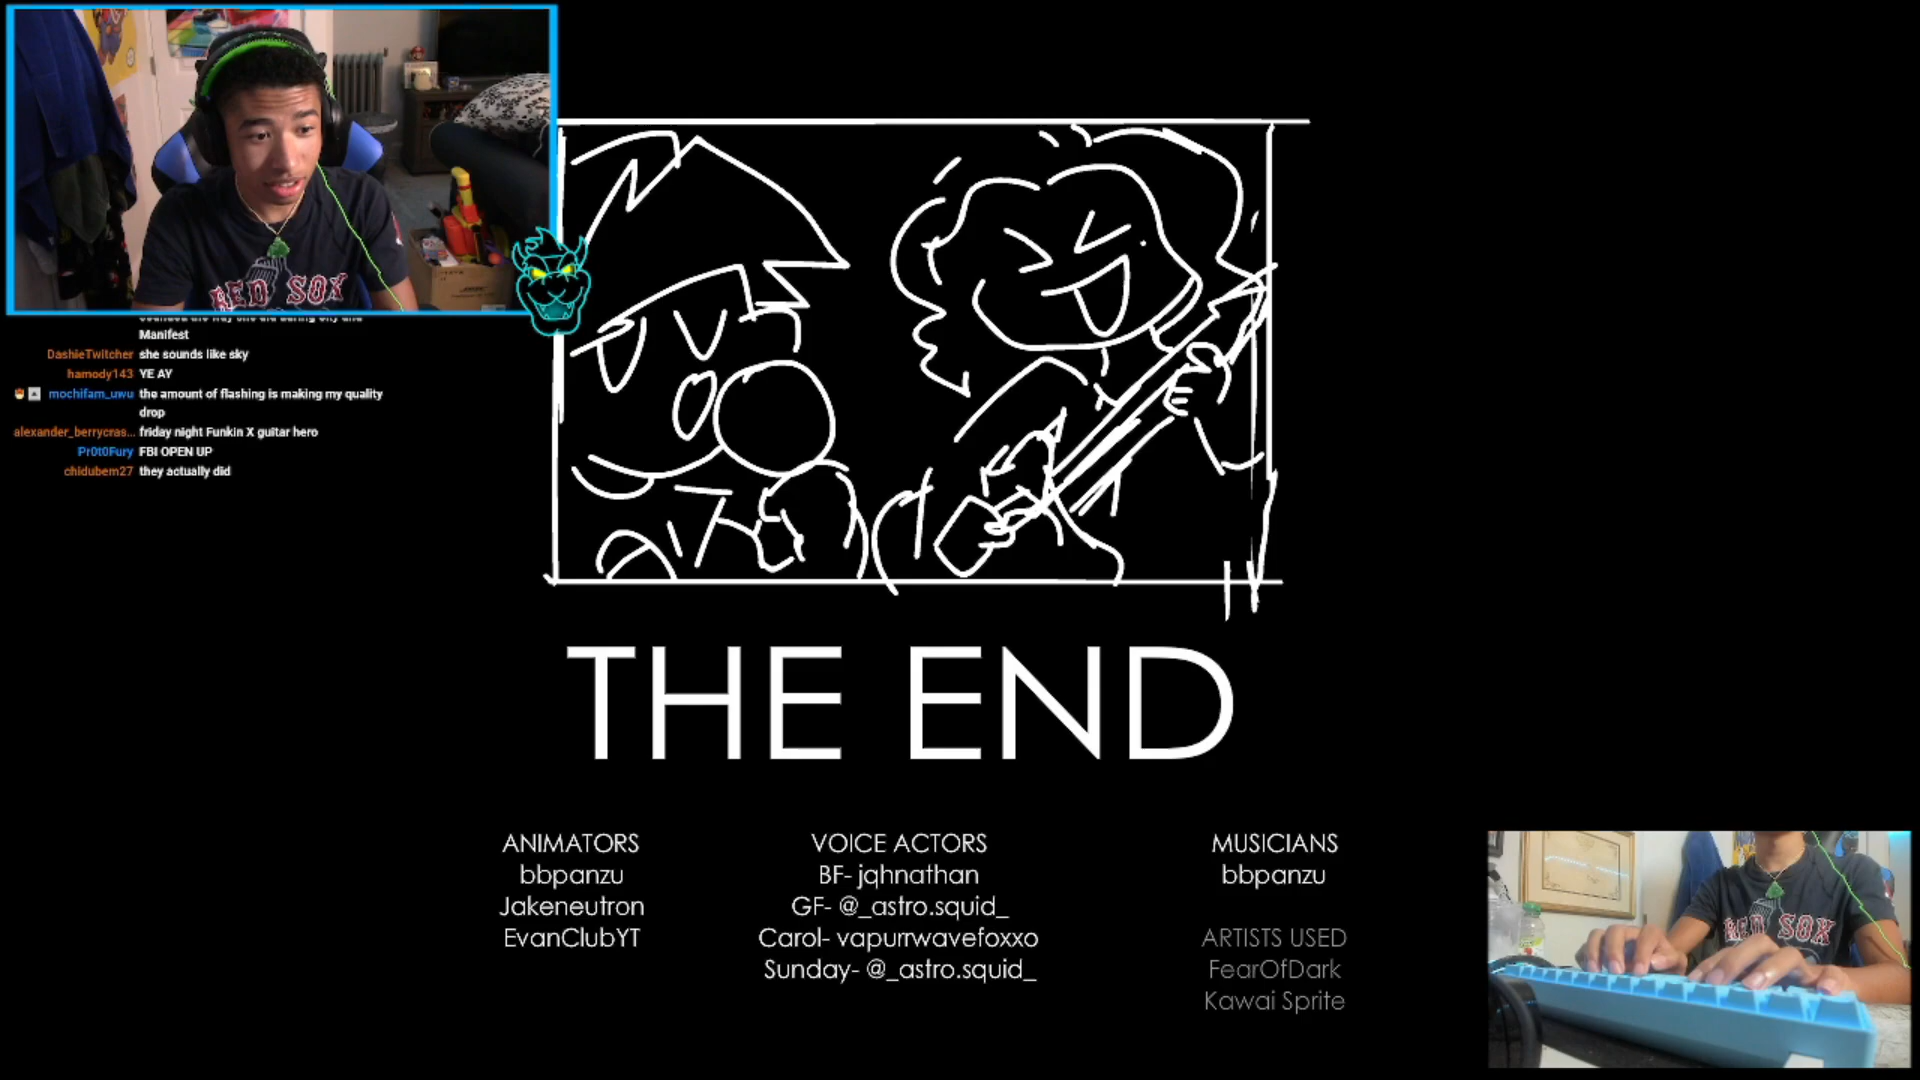 RED SOX
Manifest
DashieTwitcher she sounds like sky
hamody143 YE AY
mochifam_uwu the amount of flashing is making my quality
drop
alexander_berrycras... friday night Funkin X guitar hero
Pr0t0Fury FBI OPEN UP
chidubem27 they actually did
THE END
ANIMATORS
bbpanzu
Jakeneutron
EvanClubYT
VOICE ACTORS
BF- jqhnathan
GF- @_astro.squid_
Carol- vapurrwavefoxxo
Sunday- @_astro.squid_
MUSICIANS
bbpanzu
ARTISTS USED
FearOfDark
Kawai Sprite
RED SOX